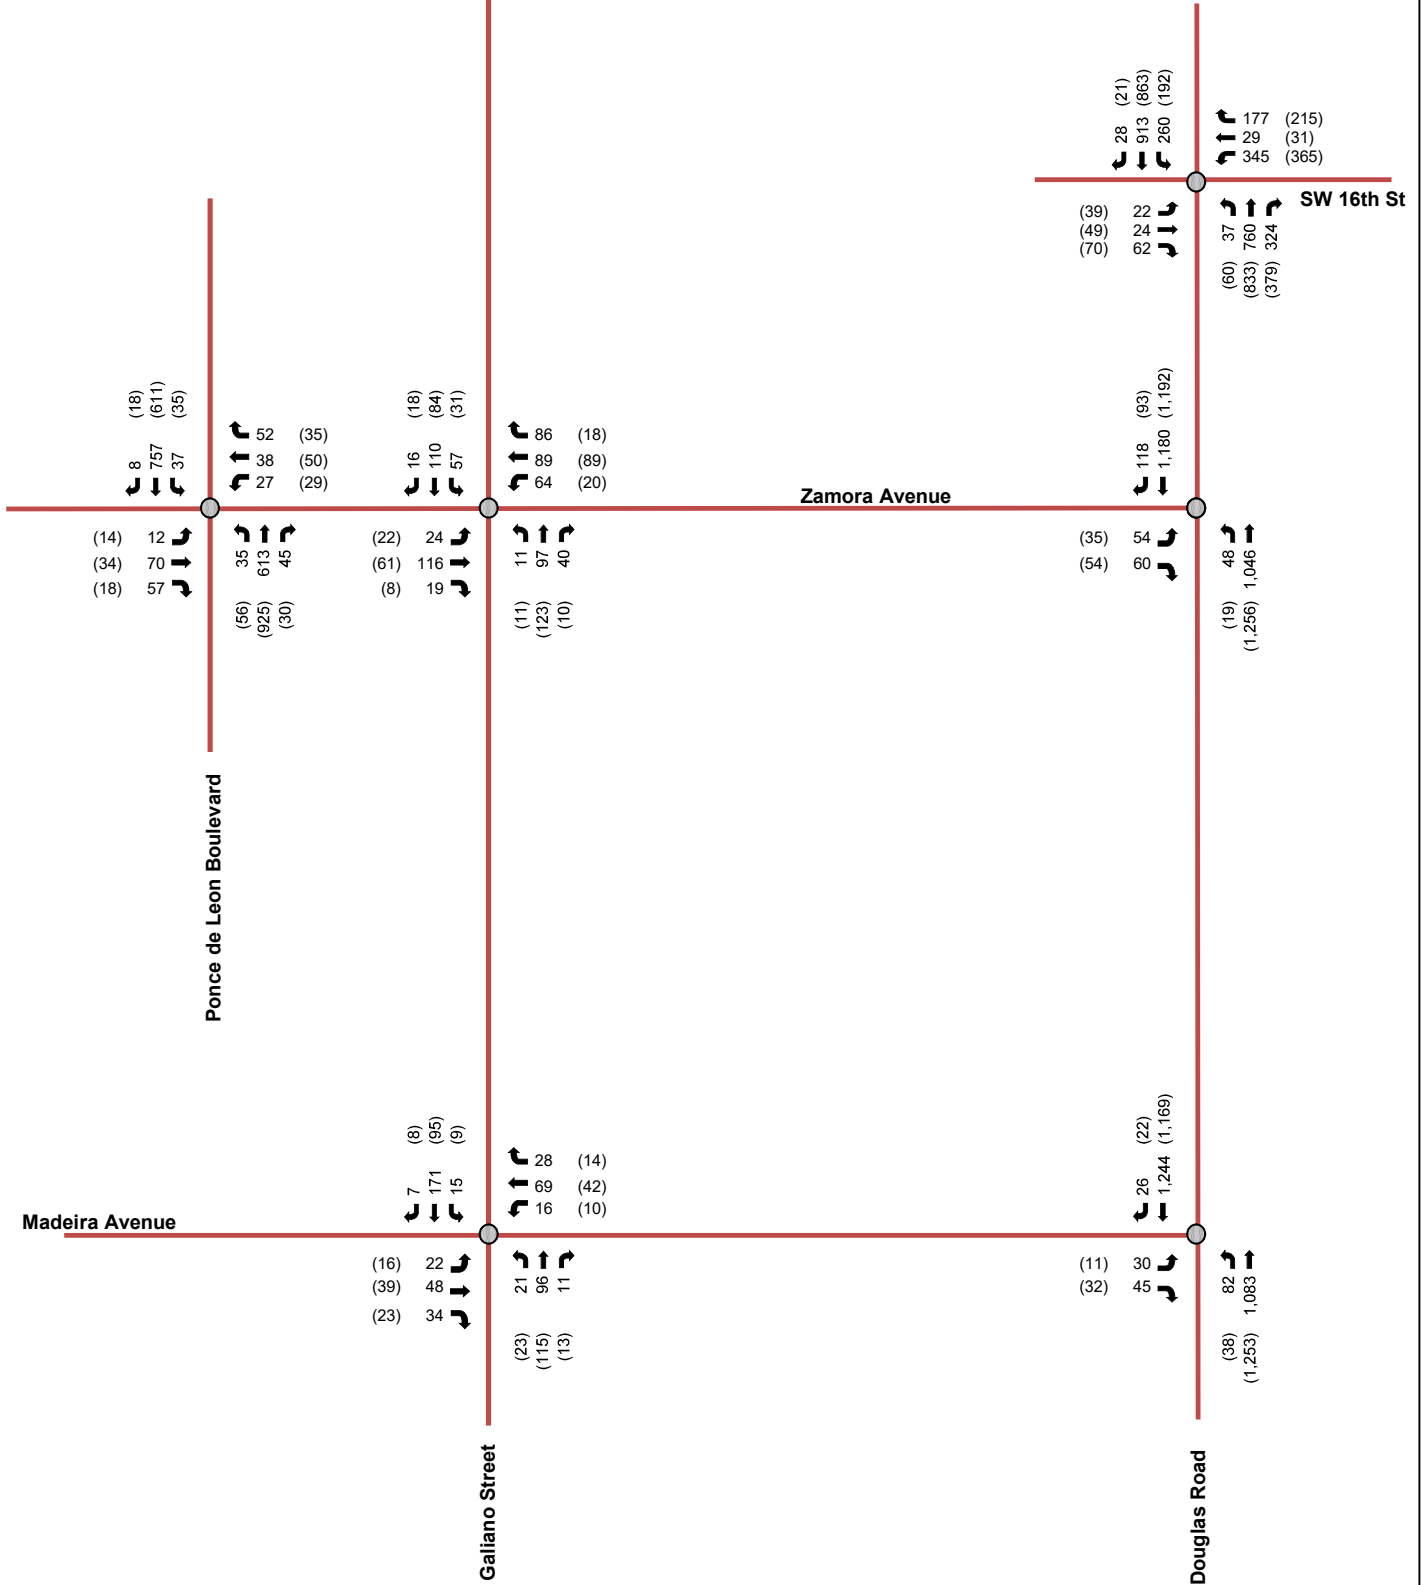 (21) (863) (192)
28 913 260
177 (215)
29 (31)
345 (365)
SW 16th St
(39) 22
(49) 24
(70) 62
37 760 324
(60) (833) (379)
(18) (611) (35)
8 757 37
52 (35)
38 (50)
27 (29)
(14) 12
(34) 70
(18) 57
35 613 45
(56) (925) (30)
(18) (84) (31)
16 110 57
86 (18)
89 (89)
64 (20)
(22) 24
(61) 116
(8) 19
11 97 40
(11) (123) (10)
Zamora Avenue
(93) (1,192)
118 1,180
(35) 54
(54) 60
48 1,046
(19) (1,256)
Ponce de Leon Boulevard
Madeira Avenue
(8) (95) (9)
7 171 15
28 (14)
69 (42)
16 (10)
(16) 22
(39) 48
(23) 34
21 96 11
(23) (115) (13)
(22) (1,169)
26 1,244
(11) 30
(32) 45
82 1,083
(38) (1,253)
Galiano Street
Douglas Road